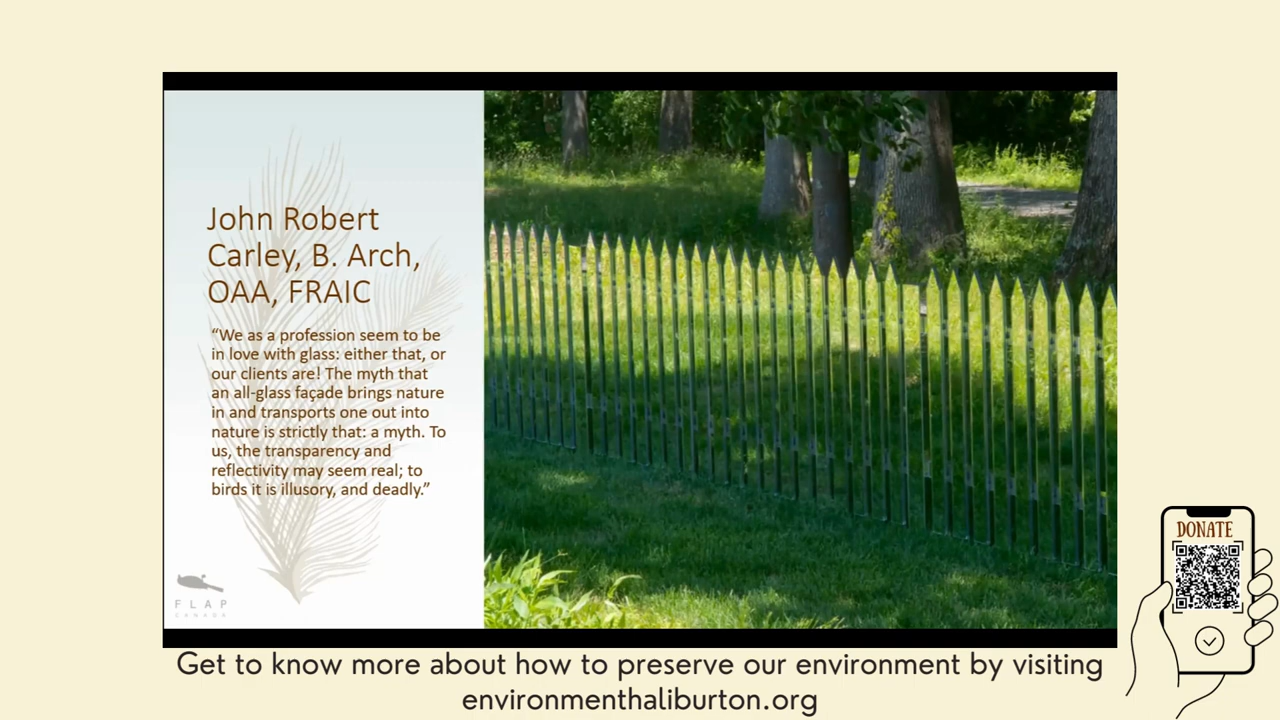 John Robert
Carley, B. Arch,
OAA, FRAIC
“We as a profession seem to be
in love with glass: either that, or
our clients are! The myth that
an all-glass façade brings nature
in and transports one out into
nature is strictly that: a myth. To
us, the transparency and
reflectivity may seem real; to
birds it is illusory, and deadly.”
FLAP
CANADA
DONATE
Get to know more about how to preserve our environment by visiting
environmenthaliburton.org